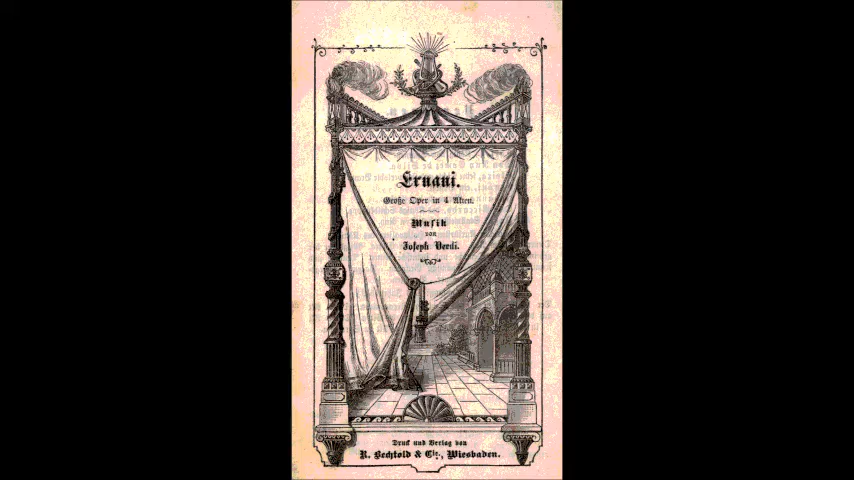 Ernani.
Große Oper in 4 Akten.
Musik
von
Joseph Verdi.
Druck und Verlag von
R. Bechtold & Cie., Wiesbaden.